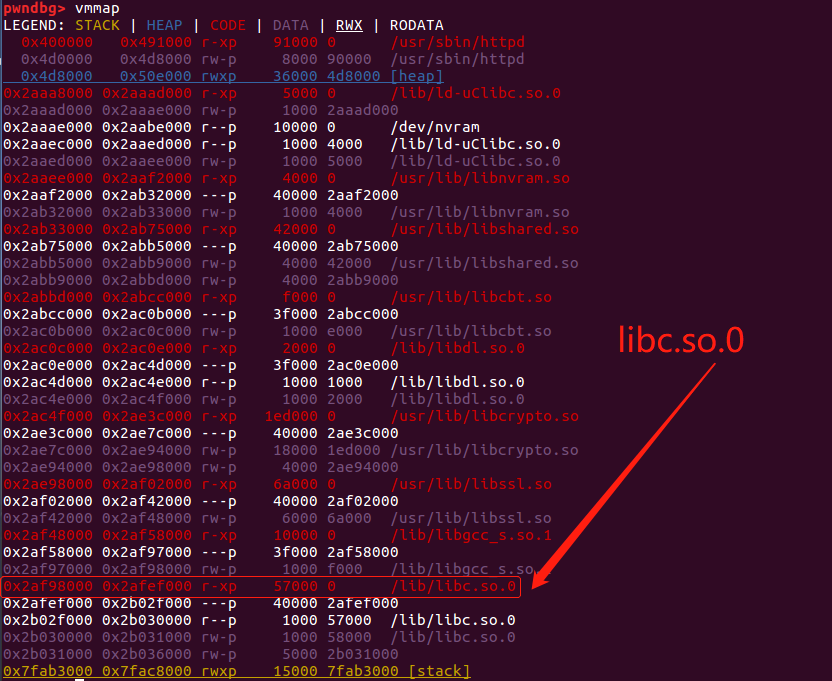 pwndbg> vmmap
LEGEND: STACK | HEAP | CODE | DATA | RWX | RODATA
0x400000 0x491000 r-xp 91000 0 /usr/sbin/httpd
0x4d0000 0x4d8000 rw-p 8000 90000 /usr/sbin/httpd
0x4d8000 0x50e000 rwxp 36000 4d8000 [heap]
0x2aaa8000 0x2aaad000 r-xp 5000 0 /lib/ld-uClibc.so.0
0x2aaad000 0x2aaae000 rw-p 1000 2aaad000
0x2aaae000 0x2aabe000 r--p 10000 0 /dev/nvram
0x2aaec000 0x2aaed000 r--p 1000 4000 /lib/ld-uClibc.so.0
0x2aaed000 0x2aaee000 rw-p 1000 5000 /lib/ld-uClibc.so.0
0x2aaee000 0x2aaf2000 r-xp 4000 0 /usr/lib/libnvram.so
0x2aaf2000 0x2ab32000 ---p 40000 2aaf2000
0x2ab32000 0x2ab33000 rw-p 1000 4000 /usr/lib/libnvram.so
0x2ab33000 0x2ab75000 r-xp 42000 0 /usr/lib/libshared.so
0x2ab75000 0x2abb5000 ---p 40000 2ab75000
0x2abb5000 0x2abb9000 rw-p 4000 42000 /usr/lib/libshared.so
0x2abb9000 0x2abbd000 rw-p 4000 2abb9000
0x2abbd000 0x2abcc000 r-xp f000 0 /usr/lib/libcbt.so
0x2abcc000 0x2ac0b000 ---p 3f000 2abcc000
0x2ac0b000 0x2ac0c000 rw-p 1000 e000 /usr/lib/libcbt.so
0x2ac0c000 0x2ac0e000 r-xp 2000 0 /lib/libdl.so.0
0x2ac0e000 0x2ac4d000 ---p 3f000 2ac0e000
0x2ac4d000 0x2ac4e000 r--p 1000 1000 /lib/libdl.so.0
0x2ac4e000 0x2ac4f000 rw-p 1000 2000 /lib/libdl.so.0
0x2ac4f000 0x2ae3c000 r-xp 1ed000 0 /usr/lib/libcrypto.so
0x2ae3c000 0x2ae7c000 ---p 40000 2ae3c000
0x2ae7c000 0x2ae94000 rw-p 18000 1ed000 /usr/lib/libcrypto.so
0x2ae94000 0x2ae98000 rw-p 4000 2ae94000
0x2ae98000 0x2af02000 r-xp 6a000 0 /usr/lib/libssl.so
0x2af02000 0x2af42000 ---p 40000 2af02000
0x2af42000 0x2af48000 rw-p 6000 6a000 /usr/lib/libssl.so
0x2af48000 0x2af58000 r-xp 10000 0 /lib/libgcc_s.so.1
0x2af58000 0x2af97000 ---p 3f000 2af58000
0x2af97000 0x2af98000 rw-p 1000 f000 /lib/libgcc_s.so.
0x2af98000 0x2afef000 r-xp 57000 0 /lib/libc.so.0
0x2afef000 0x2b02f000 ---p 40000 2afef000
0x2b02f000 0x2b030000 r--p 1000 57000 /lib/libc.so.0
0x2b030000 0x2b031000 rw-p 1000 58000 /lib/libc.so.0
0x2b031000 0x2b036000 rw-p 5000 2b031000
0x7fab3000 0x7fac8000 rwxp 15000 7fab3000 [stack]
libc.so.0